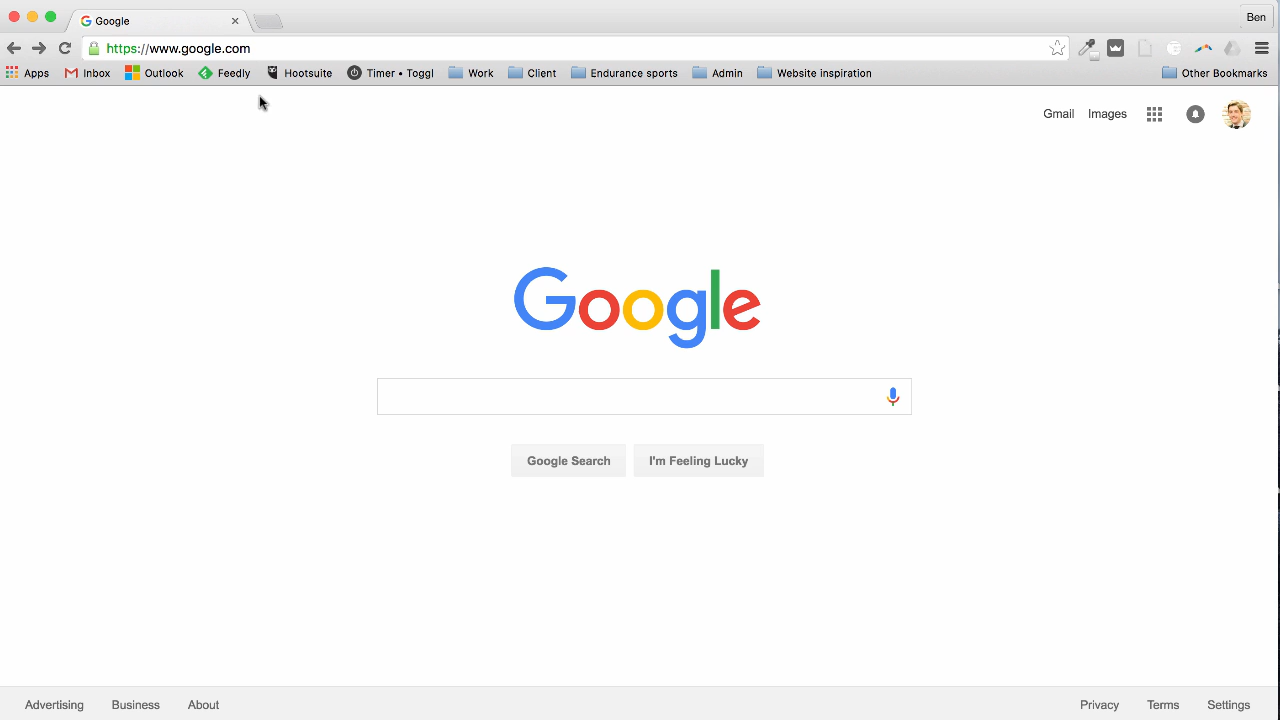 Google
Ben
https://www.google.com
Apps Inbox Outlook Feedly Hootsuite Timer • Toggl Work Client Endurance sports Admin Website inspiration Other Bookmarks
Gmail Images
Google
Google Search I'm Feeling Lucky
Advertising Business About Privacy Terms Settings